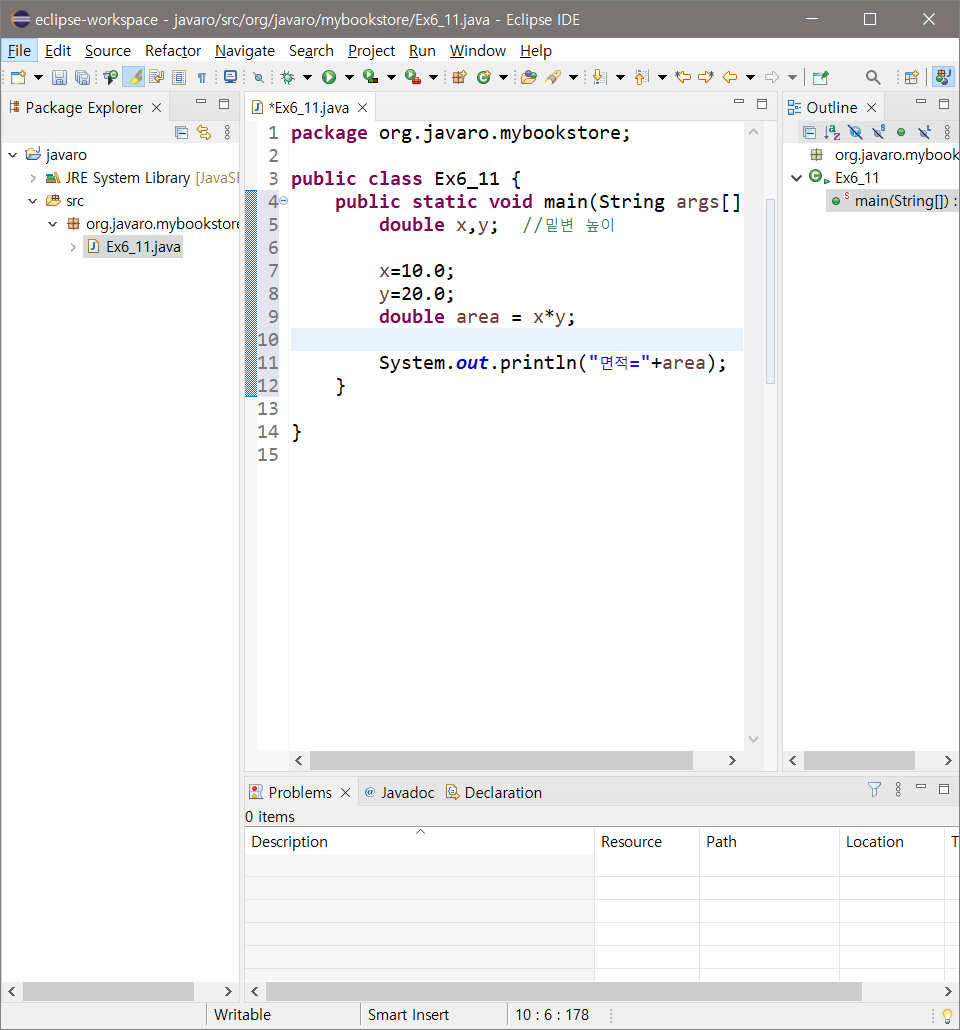 eclipse-workspace - javaro/src/org/javaro/mybookstore/Ex6_11.java - Eclipse IDE
File Edit Source Refactor Navigate Search Project Run Window Help
Package Explorer
javaro
JRE System Library [JavaSE
src
org.javaro.mybookstore
Ex6_11.java
*Ex6_11.java
1 package org.javaro.mybookstore;
2
3 public class Ex6_11 {
4 public static void main(String args[]
5 double x,y; //밑변 높이
6
7 x=10.0;
8 y=20.0;
9 double area = x*y;
10
11 System.out.println("면적="+area);
12 }
13
14 }
15
Outline
org.javaro.mybook
Ex6_11
main(String[]) :
Problems @ Javadoc Declaration
0 items
Description Resource Path Location T
Writable Smart Insert 10 : 6 : 178